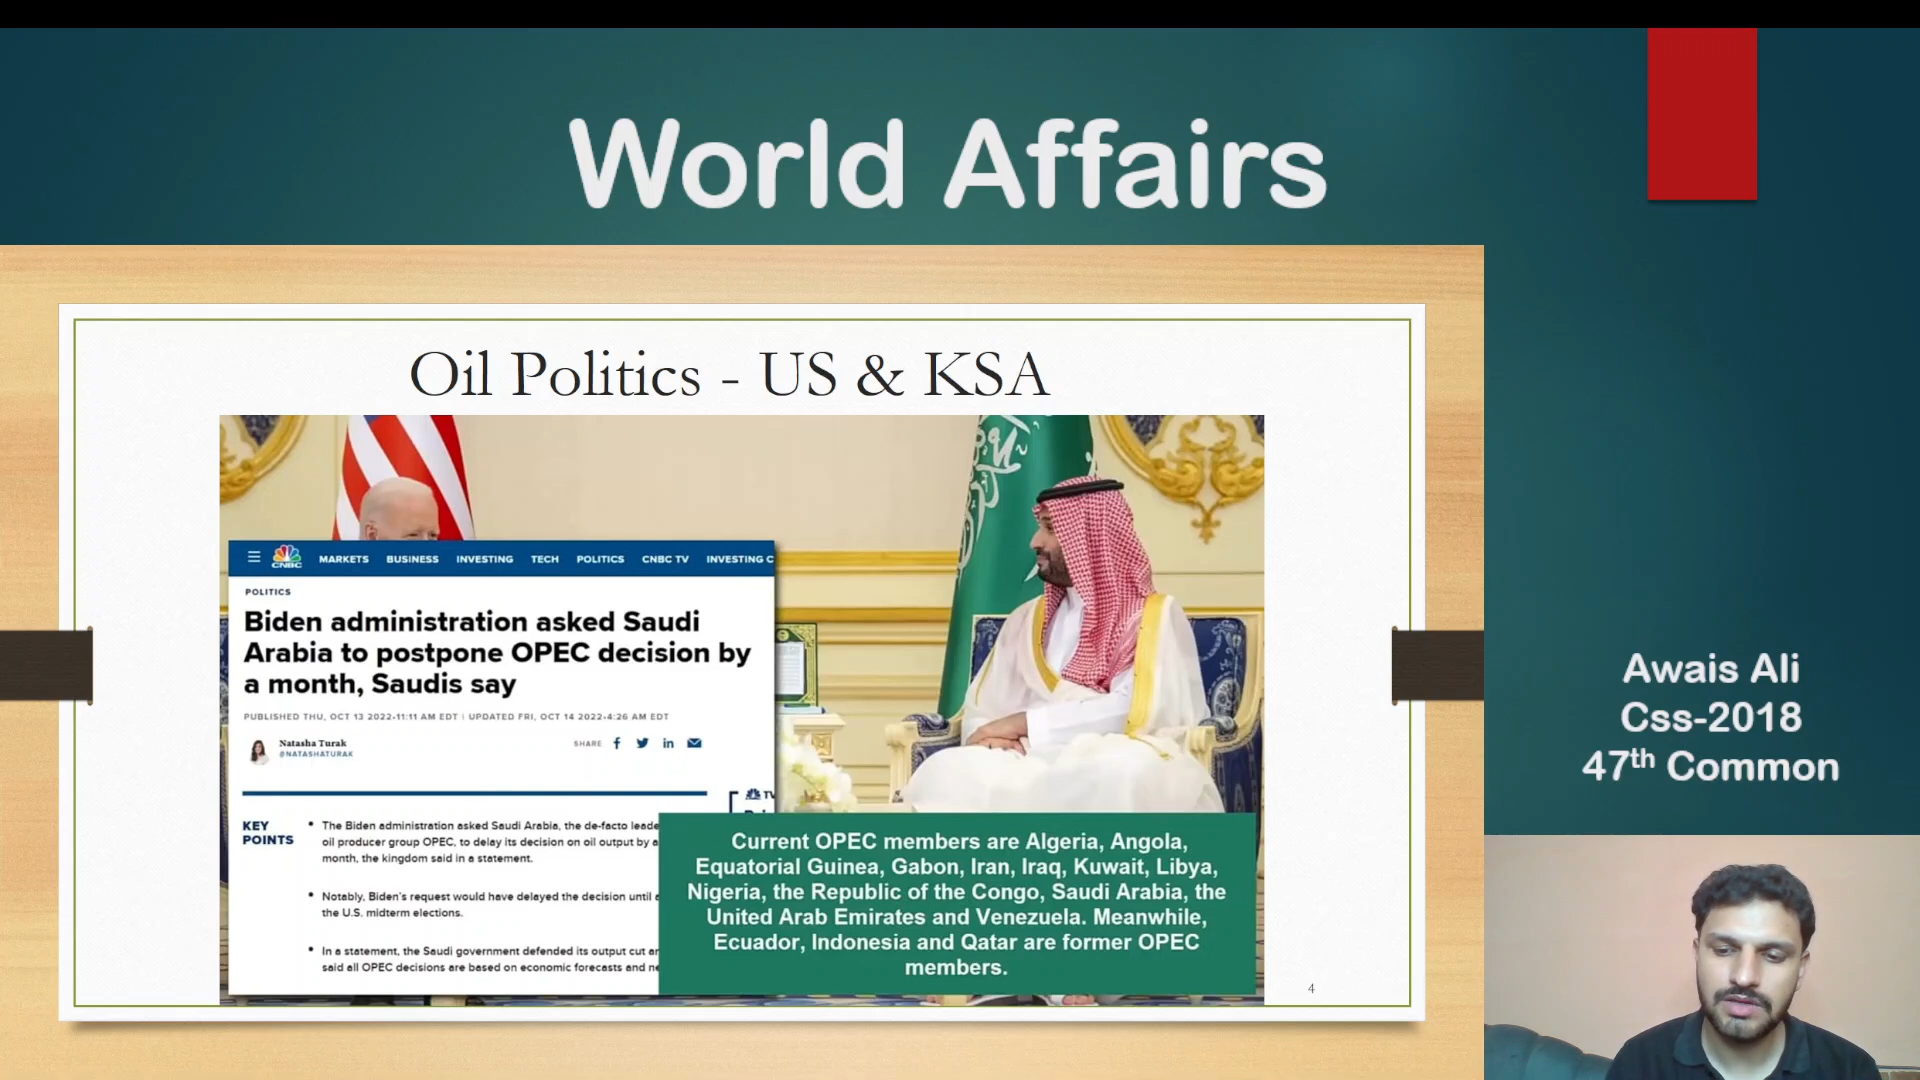 World Affairs
Oil Politics - US & KSA
CNBC
MARKETS BUSINESS INVESTING TECH POLITICS CNBC TV INVESTING C
POLITICS
Biden administration asked Saudi
Arabia to postpone OPEC decision by
a month, Saudis say
PUBLISHED THU, OCT 13 2022•11:11 AM EDT | UPDATED FRI, OCT 14 2022•4:26 AM EDT
Natasha Turak
@NATASHATURAK
SHARE
TV
KEY
POINTS
• The Biden administration asked Saudi Arabia, the de-facto leade
oil producer group OPEC, to delay its decision on oil output by a
month, the kingdom said in a statement.
• Notably, Biden's request would have delayed the decision until
the U.S. midterm elections.
• In a statement, the Saudi government defended its output cut
said all OPEC decisions are based on economic forecasts and
Current OPEC members are Algeria, Angola,
Equatorial Guinea, Gabon, Iran, Iraq, Kuwait, Libya,
Nigeria, the Republic of the Congo, Saudi Arabia, the
United Arab Emirates and Venezuela. Meanwhile,
Ecuador, Indonesia and Qatar are former OPEC
members.
4
Awais Ali
Css-2018
47th Common